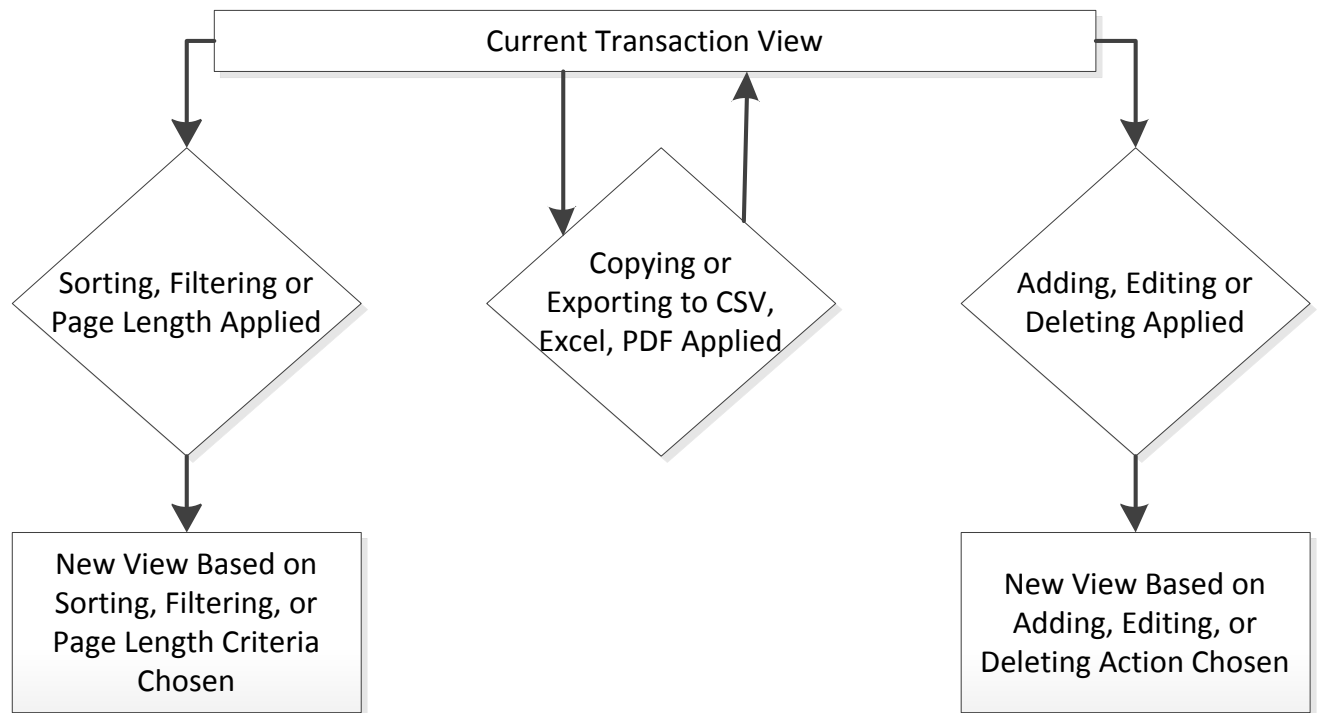 Current Transaction View
Sorting, Filtering or
Page Length Applied
Copying or
Exporting to CSV,
Excel, PDF Applied
Adding, Editing or
Deleting Applied
New View Based on
Sorting, Filtering, or
Page Length Criteria
Chosen
New View Based on
Adding, Editing, or
Deleting Action Chosen